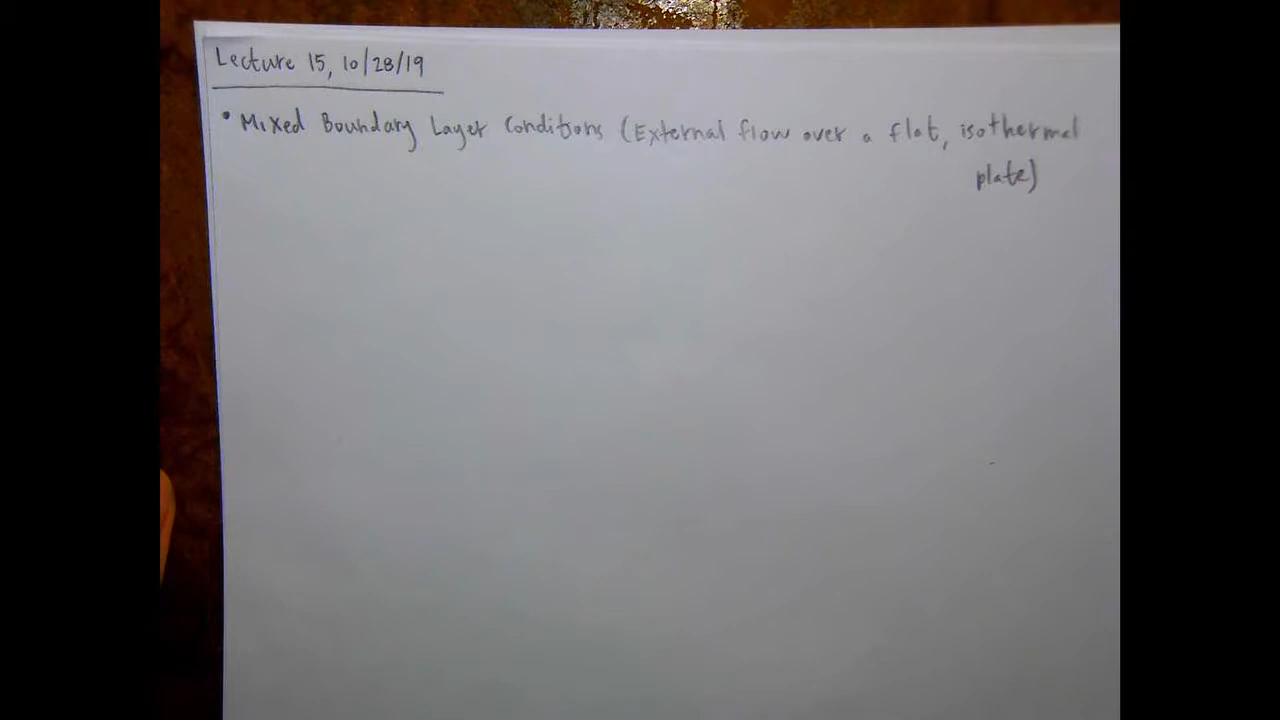 Lecture 15, 10/28/19
• Mixed Boundary Layer Conditions (External flow over a flat, isothermal
plate)